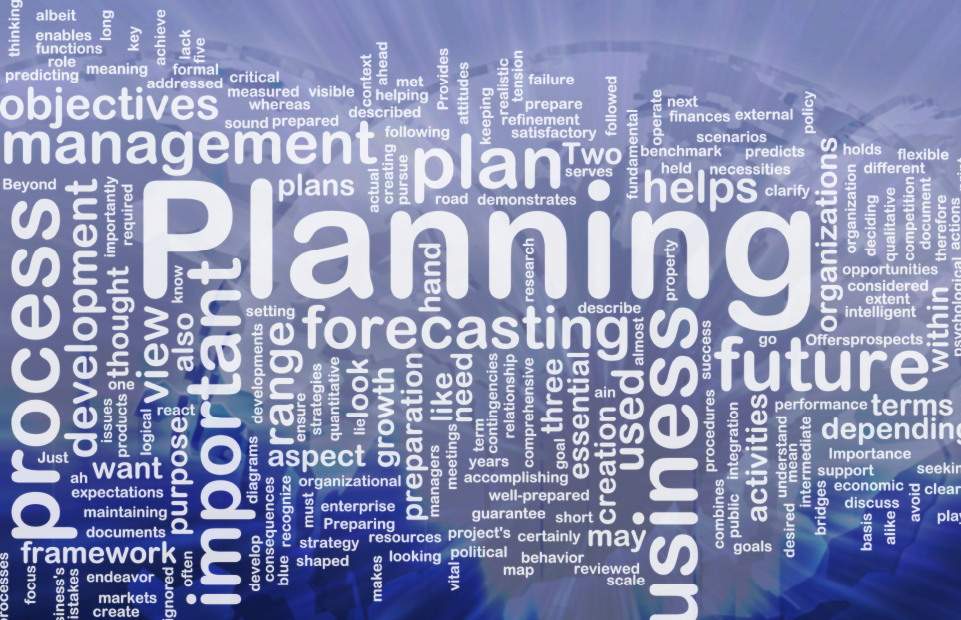 thinking
albeit
enables
functions
role
predicting
long
key
achieve
lack
five
meaning
formal
addressed
critical
measured
visible
whereas
sound
prepared
context
ahead
met
helping
described
following
Provides
attitudes
keeping
realistic
tension
failure
prepare
refinement
satisfactory
followed
fundamental
operate
next
finances
external
policy
scenarios
benchmark
predicts
held
necessities
clarify
objectives
management
plan
Two
serves
helps
holds
flexible
different
plans
actual
creating
pursue
road
demonstrates
Beyond
process
development
importantly
required
Planning
organizations
organization
deciding
qualitative
competition
document
therefore
actions
psychological
thought
know
view
also
important
hand
research
property
opportunities
considered
extent
intelligent
within
setting
forecasting
describe
almost
usiness
success
go
Offersprospects
future
developments
range
ensure
strategies
quantitative
lie
look
growth
preparation
like
need
contingencies
relationship
comprehensive
three
essential
ain
used
creation
goal
one
issues
products
logical
react
purposes
performance
terms
depending
Just
ah
want
expectations
maintaining
documents
framework
diagrams
aspect
organizational
managers
meetings
term
years
accomplishing
well-prepared
guarantee
short
may
procedures
integration
activities
understand
mean
intermediate
Importance
support
seekin
economic
discuss
avoid
clear
play
basis
alike
bridges
desired
combines
public
goals
consequences
recognize
must
enterprise
Preparing
strategy
resources
project's
certainly
develop
blue
shaped
looking
makes
vital
political
map
behavior
reviewed
scale
often
ignored
endeavor
markets
create
focus
rocesses
siness's
istakes